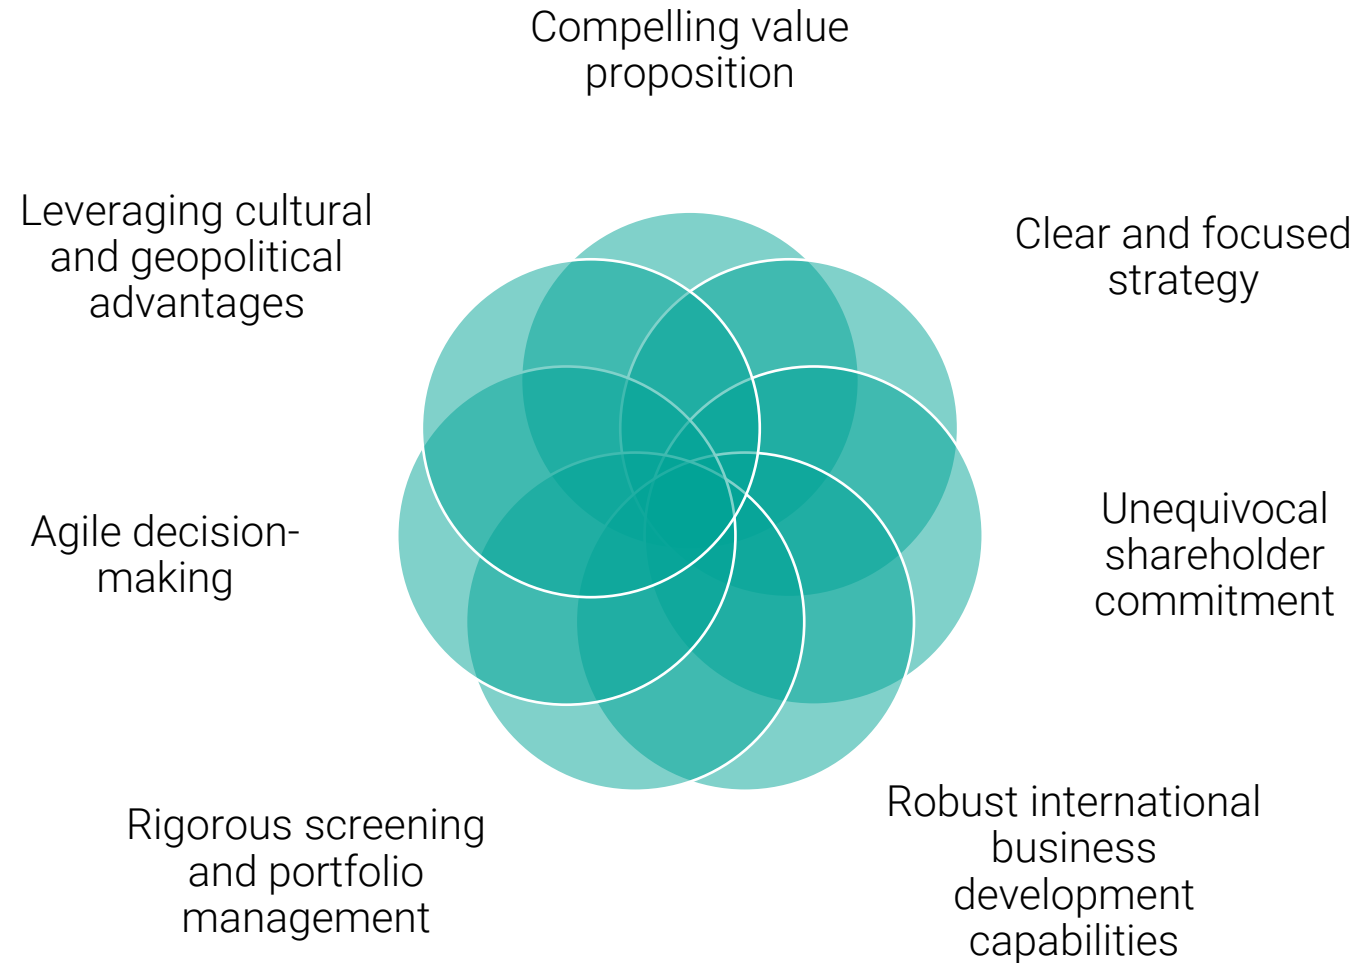 Compelling value
proposition
Leveraging cultural
and geopolitical
advantages
Clear and focused
strategy
Agile decision-
making
Unequivocal
shareholder
commitment
Rigorous screening
and portfolio
management
Robust international
business
development
capabilities